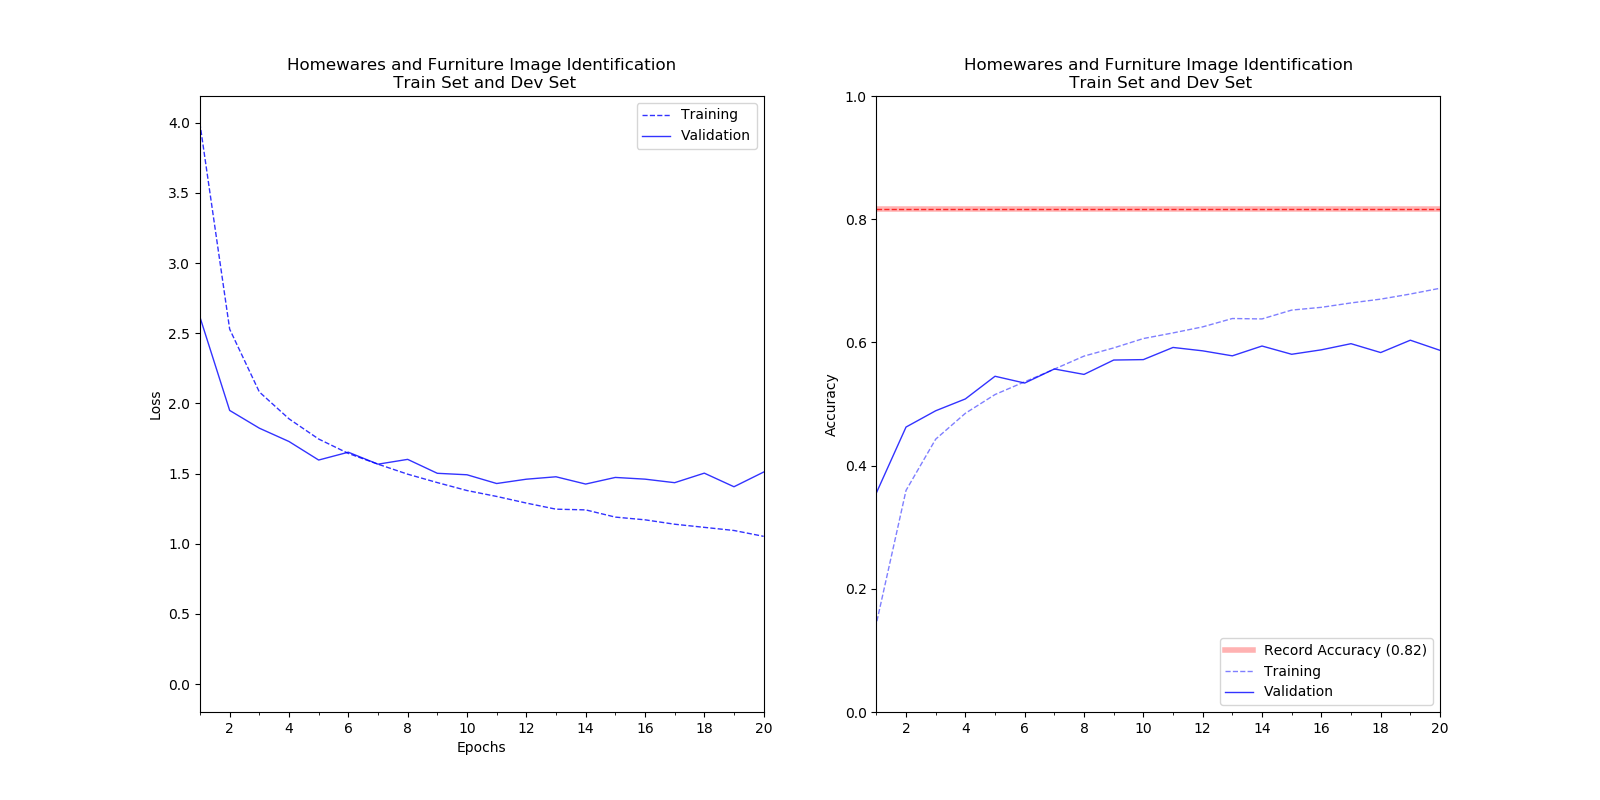 Homewares and Furniture Image Identification
Train Set and Dev Set
Training
Validation
4.0
3.5
3.0
2.5
2.0
1.5
1.0
0.5
0.0
Loss
2 4 6 8 10 12 14 16 18 20
Epochs
Homewares and Furniture Image Identification
Train Set and Dev Set
1.0
0.8
0.6
0.4
0.2
0.0
Accuracy
Record Accuracy (0.82)
Training
Validation
2 4 6 8 10 12 14 16 18 20